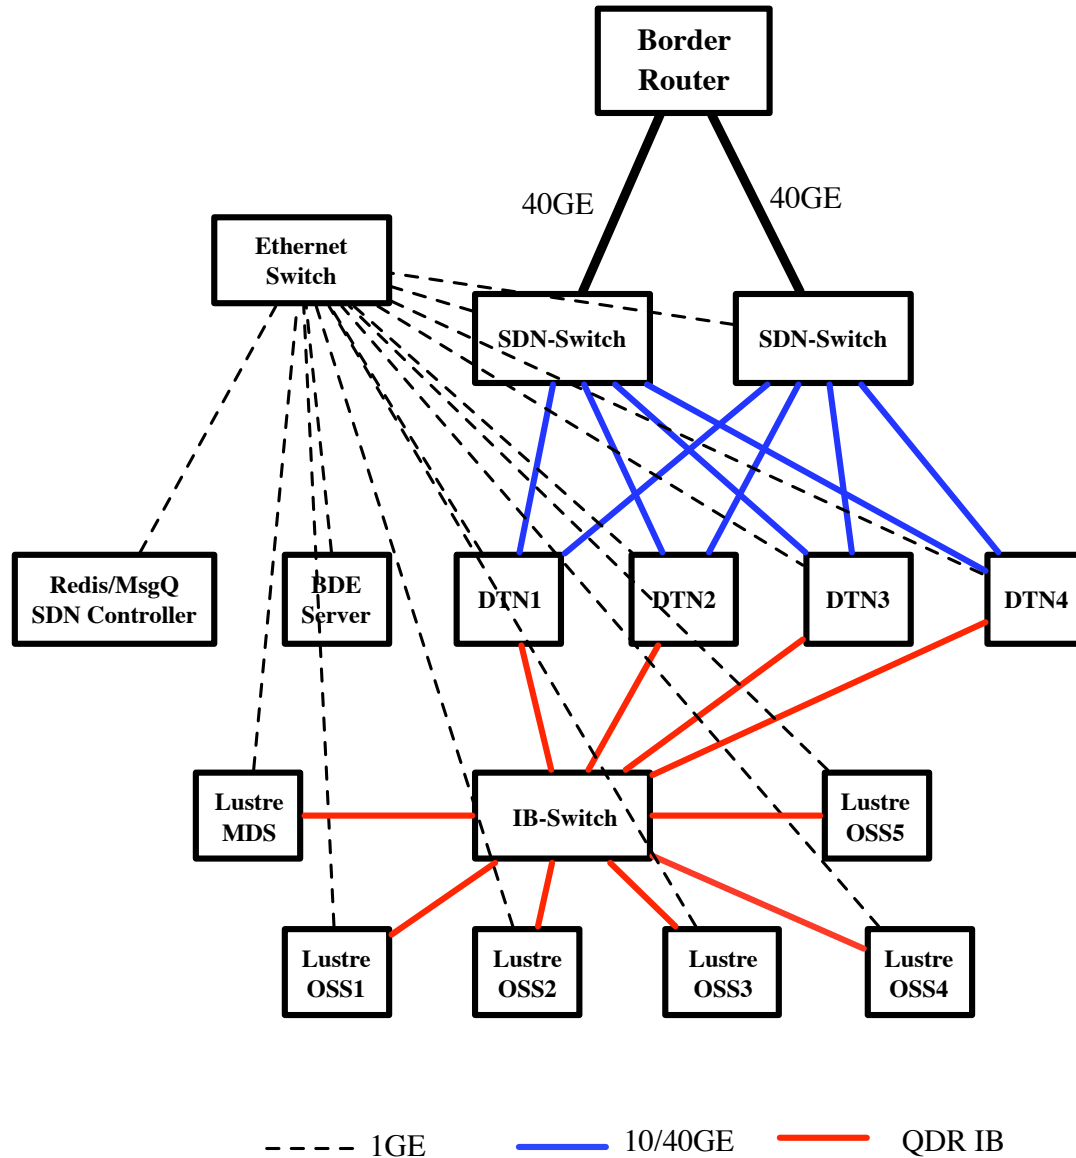 Border
Router
40GE
40GE
Ethernet
Switch
SDN-Switch
SDN-Switch
Redis/MsgQ
SDN Controller
BDE
Server
DTN1
DTN2
DTN3
DTN4
Lustre
MDS
IB-Switch
Lustre
OSS5
Lustre
OSS1
Lustre
OSS2
Lustre
OSS3
Lustre
OSS4
1GE
10/40GE
QDR IB